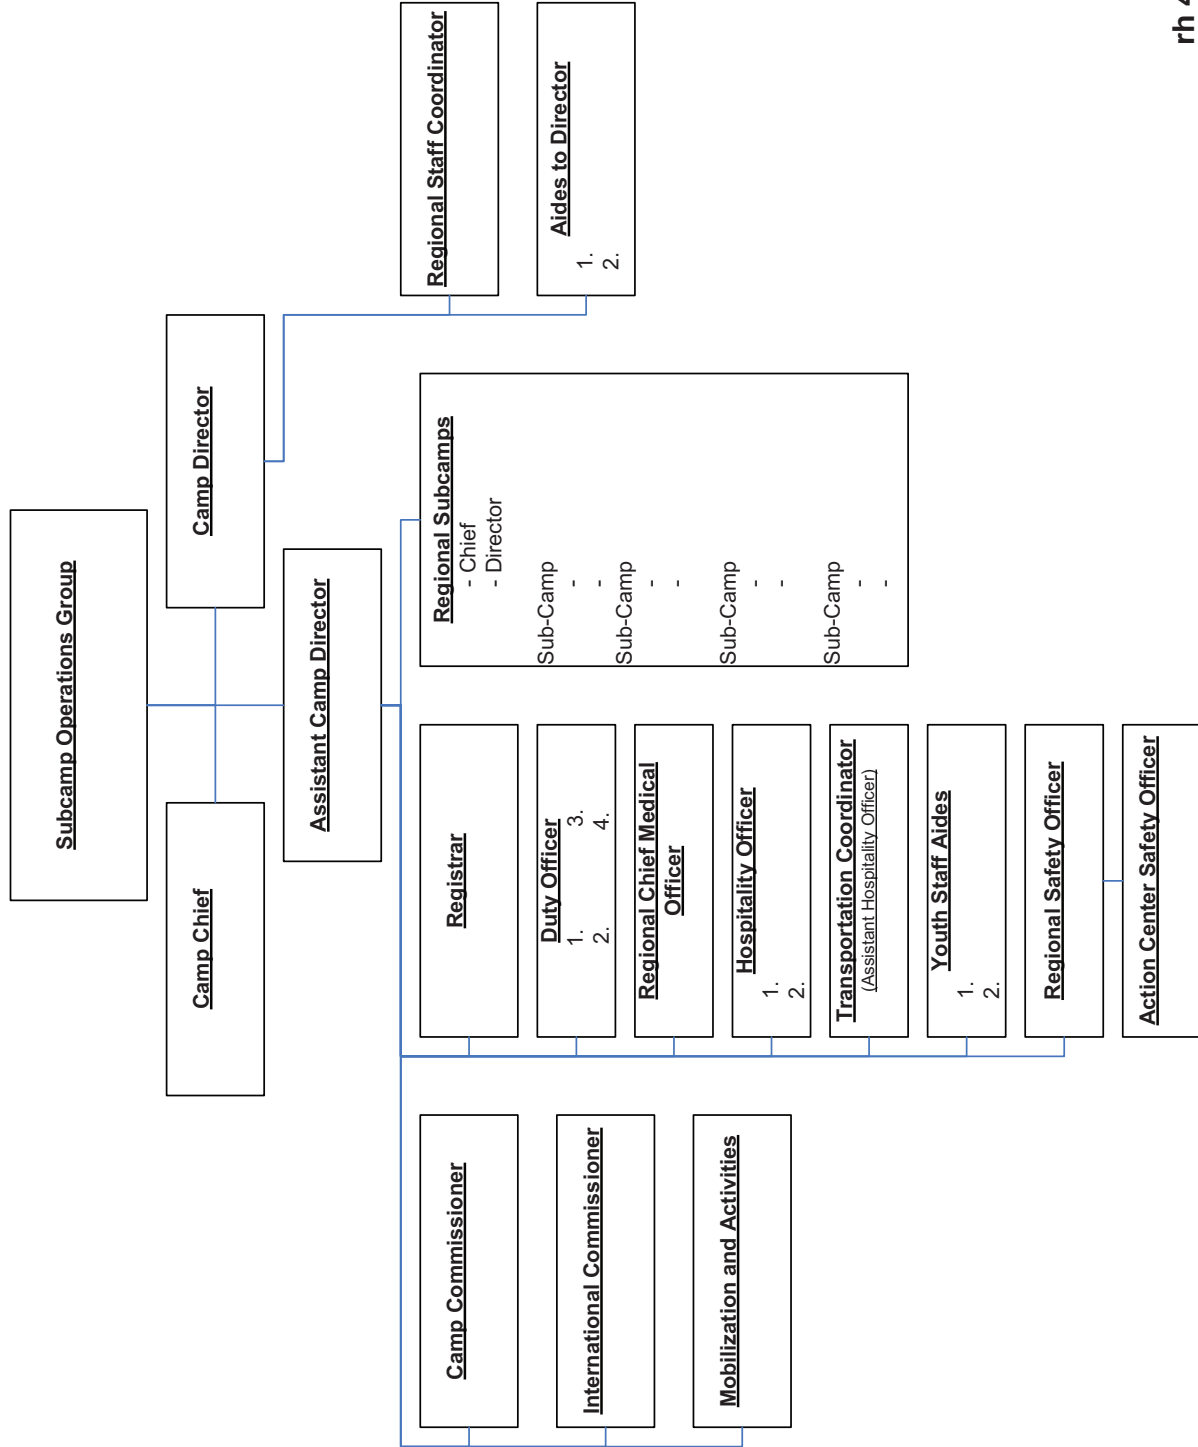 Subcamp Operations Group
Camp Chief
Camp Director
Assistant Camp Director
Camp Commissioner
International Commissioner
Mobilization and Activities
Registrar
Duty Officer
1. 3.
2. 4.
Regional Chief Medical
Officer
Hospitality Officer
1.
2.
Transportation Coordinator
(Assistant Hospitality Officer)
Youth Staff Aides
1.
2.
Regional Safety Officer
Action Center Safety Officer
Regional Subcamps
- Chief
- Director
Sub-Camp
-
-
Sub-Camp
-
-
Sub-Camp
-
-
Sub-Camp
-
-
Regional Staff Coordinator
Aides to Director
1.
2.
rh